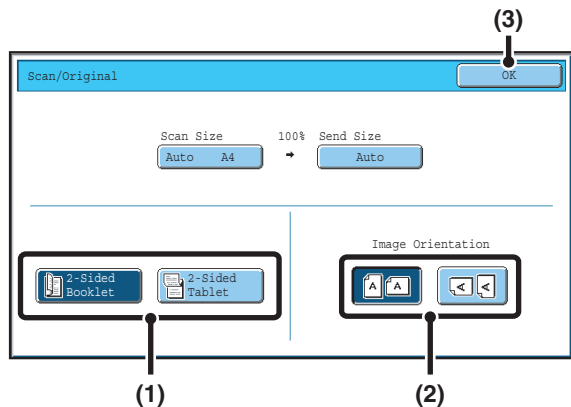 (3)
Scan/Original
OK
Scan Size 100% Send Size
Auto A4 → Auto
Image Orientation
2-Sided
Booklet
2-Sided
Tablet
A A A A
(1)
(2)